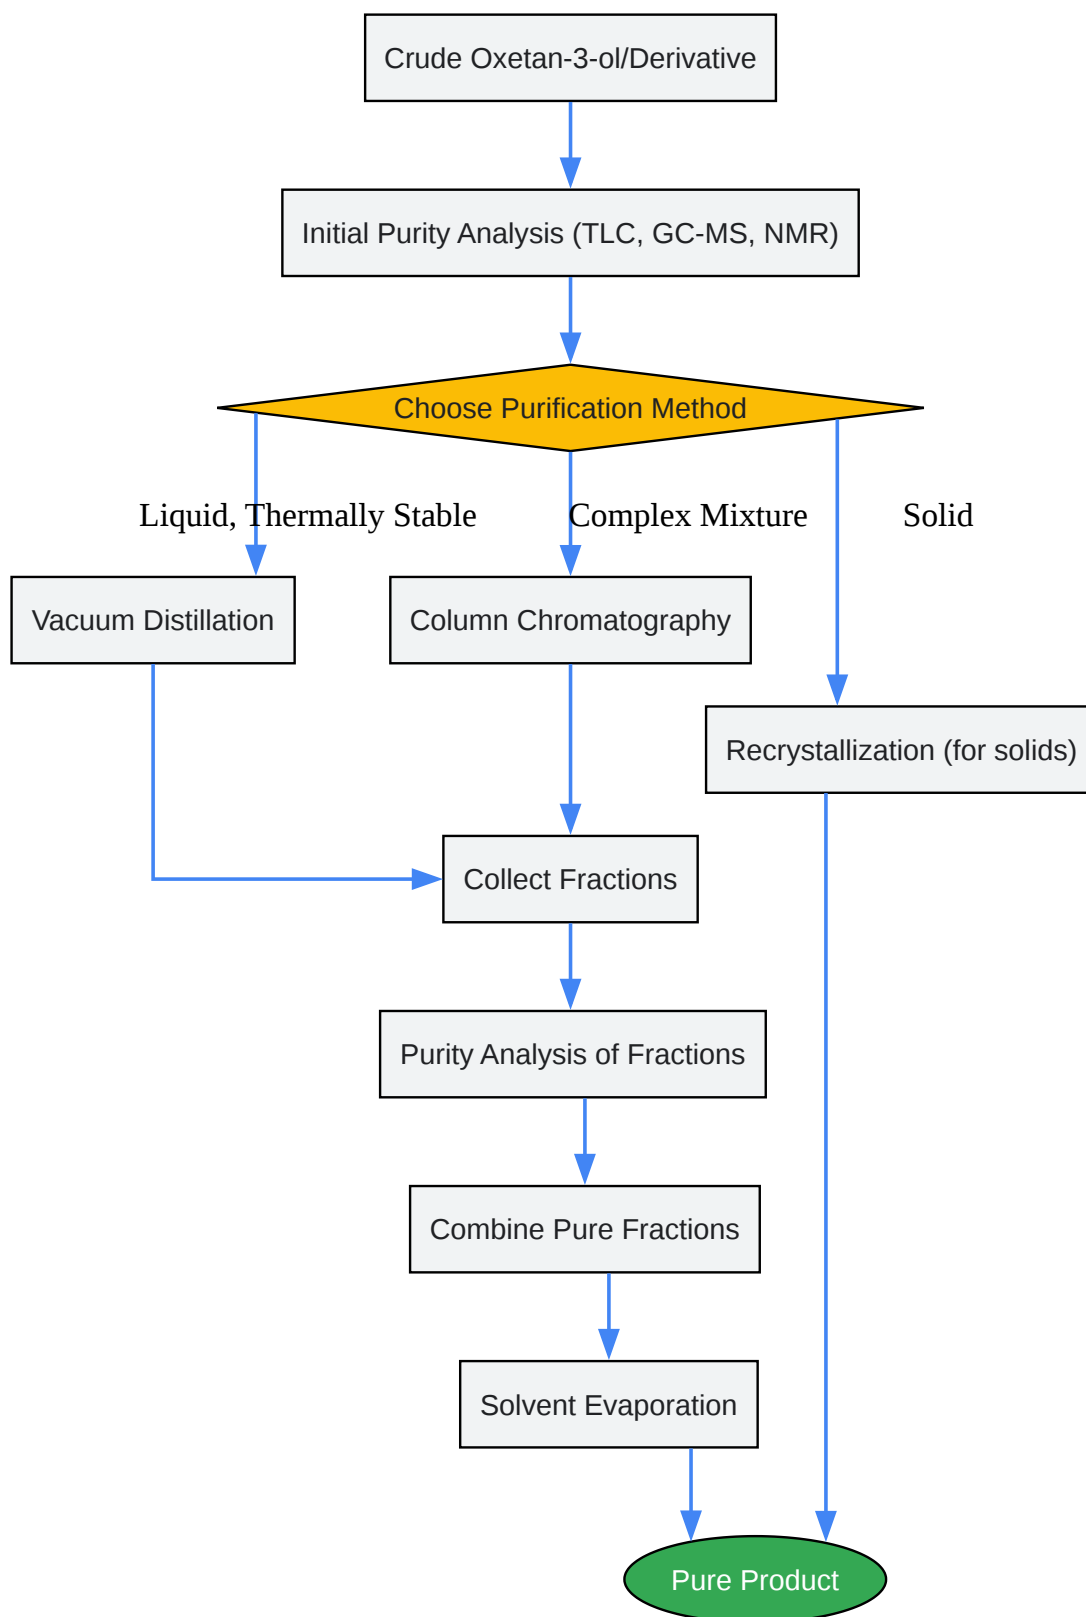 Crude Oxetan-3-ol/Derivative
Initial Purity Analysis (TLC, GC-MS, NMR)
Choose Purification Method
Liquid, Thermally Stable
Complex Mixture
Solid
Vacuum Distillation
Column Chromatography
Recrystallization (for solids)
Collect Fractions
Purity Analysis of Fractions
Combine Pure Fractions
Solvent Evaporation
Pure Product